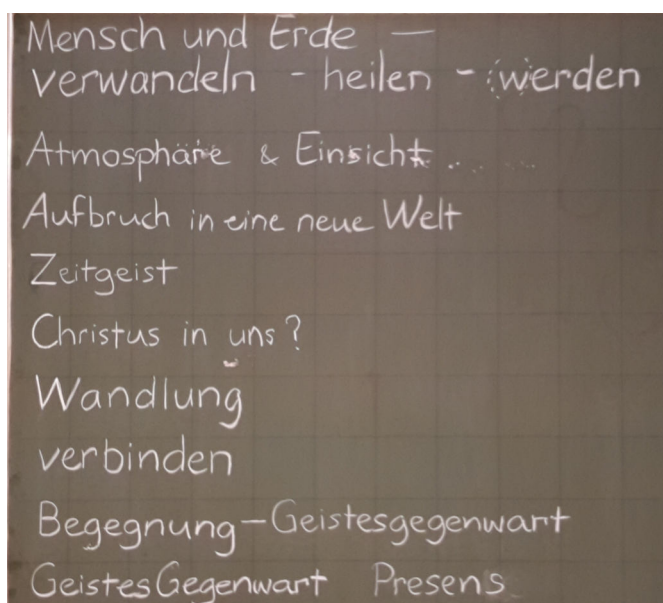 Mensch und Erde —
verwandeln - heilen - (werden
Atmosphäre & Einsicht ..
Aufbruch in eine neue Welt
Zeitgeist
Christus in uns?
Wandlung
verbinden
Begegnung - Geistesgegenwart
GeistesGegenwart Presens